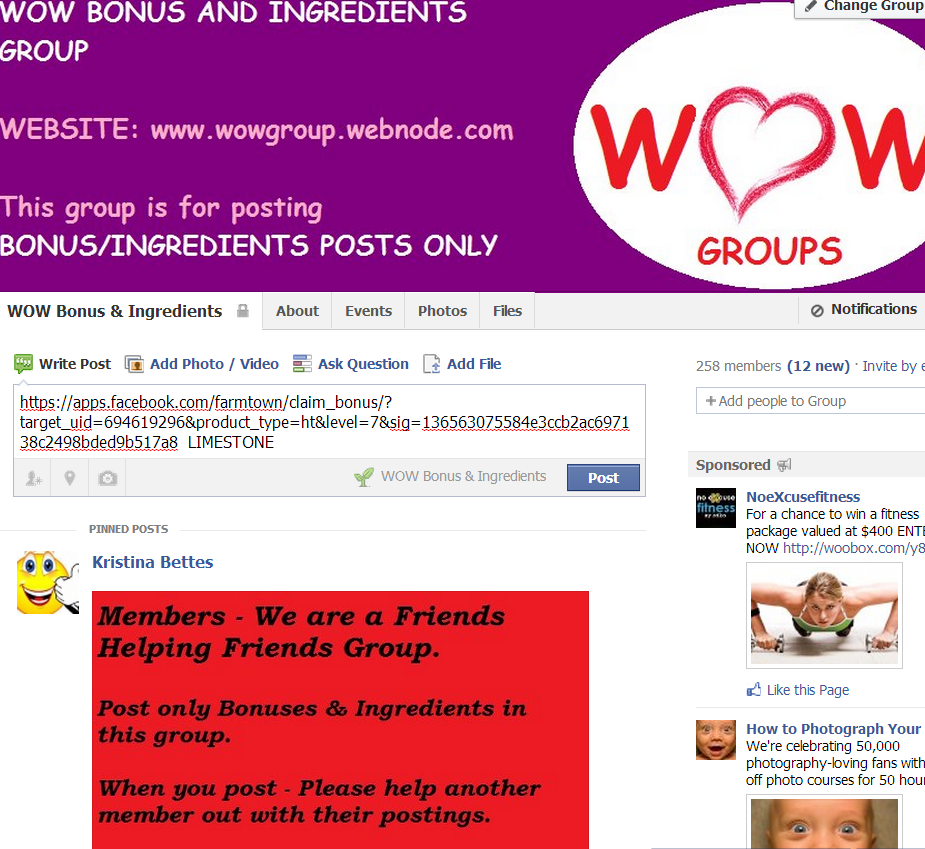 WOW BONUS AND INGREDIENTS
GROUP
WEBSITE: www.wowgroup.webnode.com
This group is for posting
BONUS/INGREDIENTS POSTS ONLY
Change Group
WOW
GROUPS
WOW Bonus & Ingredients
About
Events
Photos
Files
Notifications
Write Post
Add Photo / Video
Ask Question
Add File
https://apps.facebook.com/farmtown/claim_bonus/?
target_uid=694619296&product_type=ht&level=7&sig=136563075584e3ccb2ac6971
38c2498bded9b517a8 LIMESTONE
WOW Bonus & Ingredients
Post
PINNED POSTS
Kristina Bettes
Members - We are a Friends
Helping Friends Group.
Post only Bonuses & Ingredients in
this group.
When you post - Please help another
member out with their postings.
258 members (12 new) · Invite by e
+ Add people to Group
Sponsored
no excuse
fitness
NoeXcusefitness
For a chance to win a fitness
package valued at $400 ENTE
NOW http://woobox.com/y8
Like this Page
How to Photograph Your
We're celebrating 50,000
photography-loving fans with
off photo courses for 50 hour